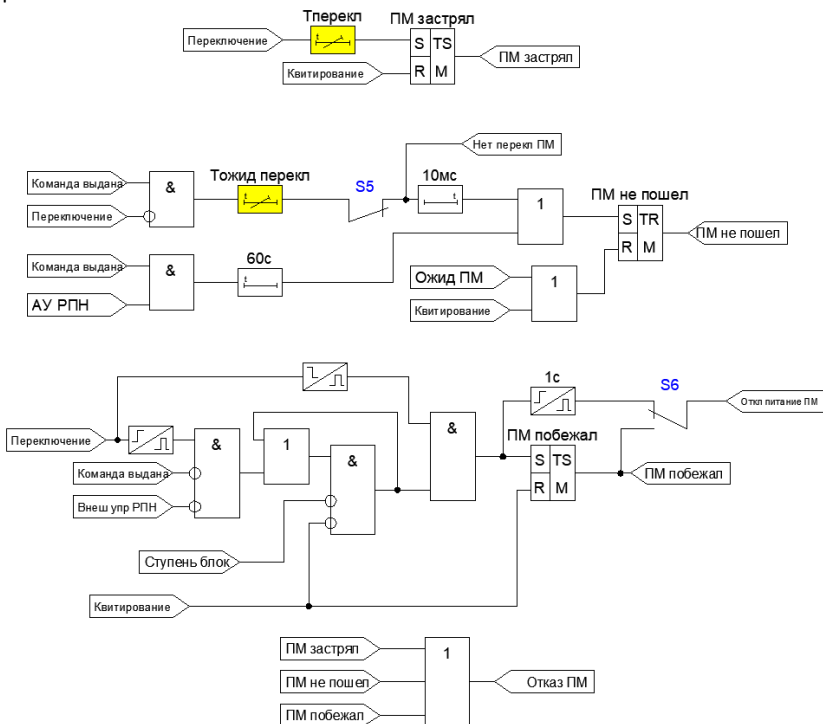 Тперекл
ПМ застрял
Переключение
S TS
ПМ застрял
Квитирование
R M
Нет перекл ПМ
Команда выдана
&
Тожид перекл
S5
10мс
Переключение
1
ПМ не пошел
S TR
ПМ не пошел
R M
Команда выдана
&
60с
АУ РПН
Ожид ПМ
1
Квитирование
1с
S6
Откл питание ПМ
Переключение
&
1
&
&
ПМ побежал
S TS
ПМ побежал
R M
Команда выдана
Внеш упр РПН
Ступень блок
Квитирование
ПМ застрял
1
ПМ не пошел
Отказ ПМ
ПМ побежал